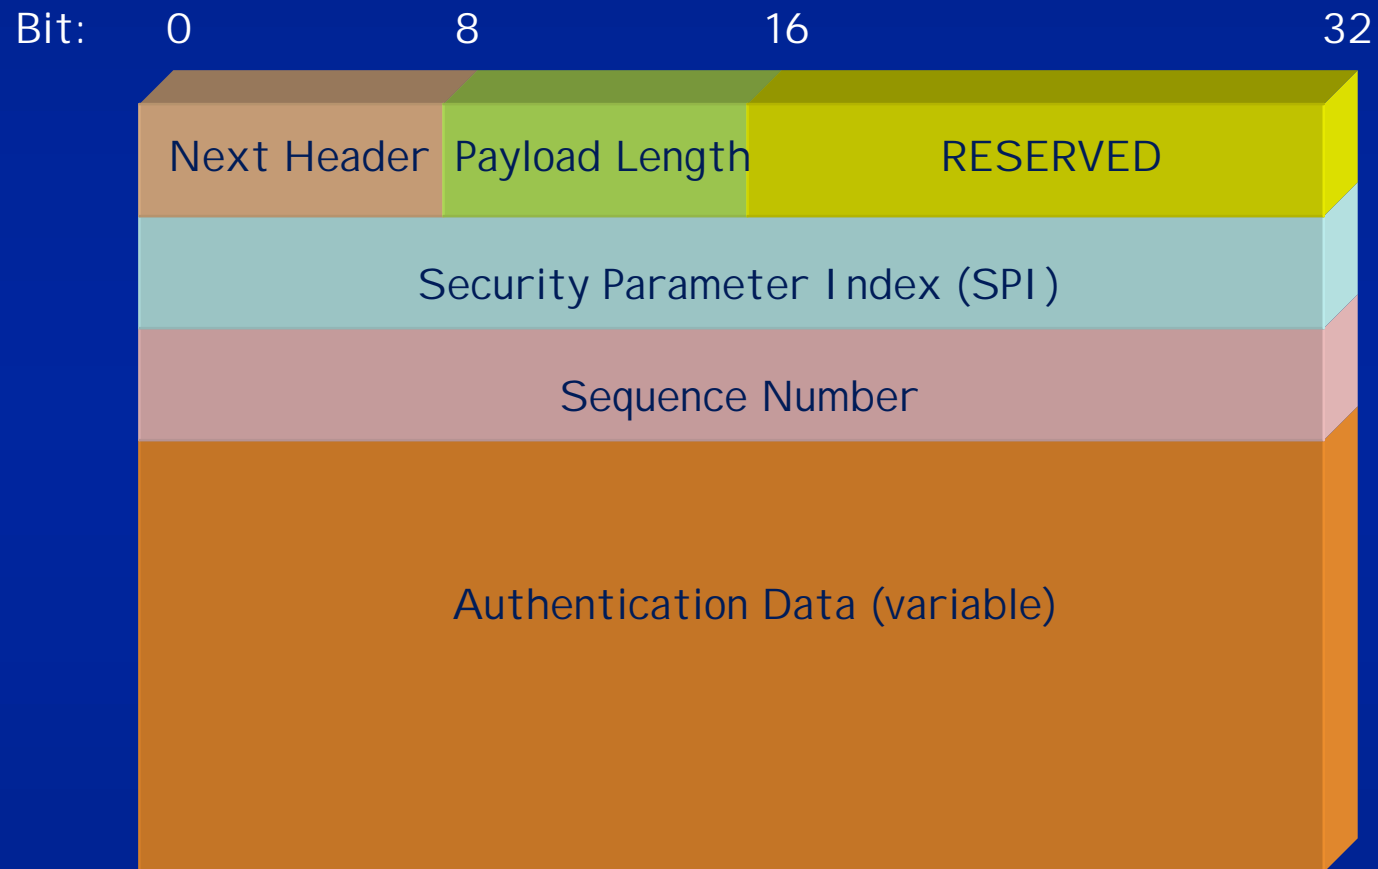 Bit: 0 8 16 32
Next Header Payload Length RESERVED
Security Parameter Index (SPI)
Sequence Number
Authentication Data (variable)